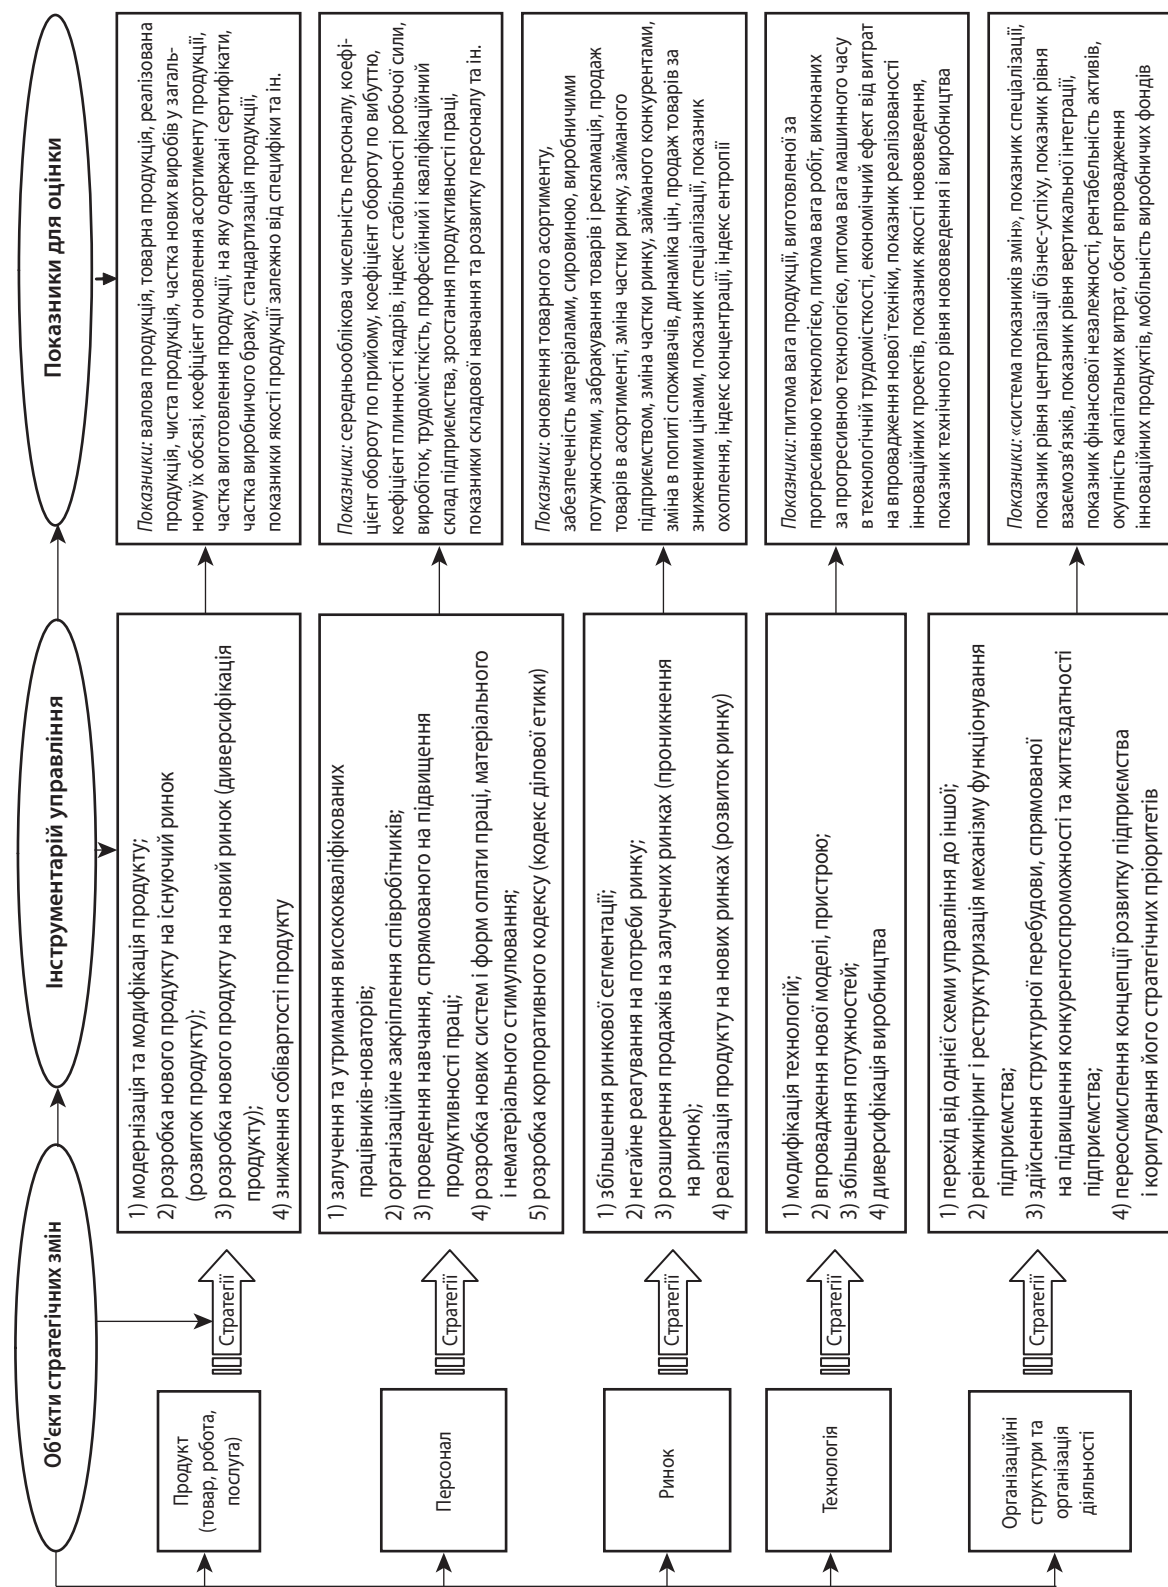 Об'єкти стратегічних змін
Інструментарій управління
Показники для оцінки
Продукт
(товар, робота,
послуга)
Стратегії
1) модернізація та модифікація продукту;
2) розробка нового продукту на існуючий ринок
(розвиток продукту);
3) розробка нового продукту на новий ринок (диверсифікація
продукту);
4) зниження собівартості продукту
Показники: валова продукція, товарна продукція, реалізована
продукція, чиста продукція, частка нових виробів у загаль-
ному їх обсязі, коефіцієнт оновлення асортименту продукції,
частка виготовлення продукції, на яку одержані сертифікати,
частка виробничого браку, стандартизація продукції,
показники якості продукції залежно від специфіки та ін.
Персонал
Стратегії
1) залучення та утримання висококваліфікованих
працівників-новаторів;
2) організаційне закріплення співробітників;
3) проведення навчання, спрямованого на підвищення
продуктивності праці;
4) розробка нових систем і форм оплати праці, матеріального
і нематеріального стимулювання;
5) розробка корпоративного кодексу (кодекс ділової етики)
Показники: середньооблікова чисельність персоналу, коефі-
цієнт обороту по прийому, коефіцієнт обороту по вибуттю,
коефіцієнт плинності кадрів, індекс стабільності робочої сили,
виробіток, трудомісткість, професійний і кваліфікаційний
склад підприємства, зростання продуктивності праці,
показники складової навчання та розвитку персоналу та ін.
Ринок
Стратегії
1) збільшення ринкової сегментації;
2) негайне реагування на потреби ринку;
3) розширення продажів на залучених ринках (проникнення
на ринок);
4) реалізація продукту на нових ринках (розвиток ринку)
Показники: оновлення товарного асортименту,
забезпеченість матеріалами, сировиною, виробничими
потужностями, забракування товарів і рекламація, продаж
товарів в асортименті, зміна частки ринку, займаного
підприємством, зміна частки ринку, займаного конкурентами,
зміна в попиті споживачів, динаміка цін, продаж товарів за
зниженими цінами, показник спеціалізації, показник
охоплення, індекс концентрації, індекс ентропії
Технологія
Стратегії
1) модифікація технологій;
2) впровадження нової моделі, пристрою;
3) збільшення потужностей;
4) диверсифікація виробництва
Показники: питома вага продукції, виготовленої за
прогресивною технологією, питома вага робіт, виконаних
за прогресивною технологією, питома вага машинного часу
в технологічній трудомісткості, економічний ефект від витрат
на впровадження нової техніки, показник реалізованості
інноваційних проектів, показник якості нововведення,
показник технічного рівня нововведення і виробництва
Організаційні
структури та
організація
діяльності
Стратегії
1) перехід від однієї схеми управління до іншої;
2) реінжиніринг і реструктуризація механізму функціонування
підприємства;
3) здійснення структурної перебудови, спрямованої
на підвищення конкурентоспроможності та життєздатності
підприємства;
4) переосмислення концепції розвитку підприємства
і коригування його стратегічних пріоритетів
Показники: «система показників змін», показник спеціалізації,
показник рівня централізації бізнес-успіху, показник рівня
взаємозв'язків, показник рівня вертикальної інтеграції,
показник фінансової незалежності, рентабельність активів,
окупність капітальних витрат, обсяг впровадження
інноваційних продуктів, мобільність виробничих фондів